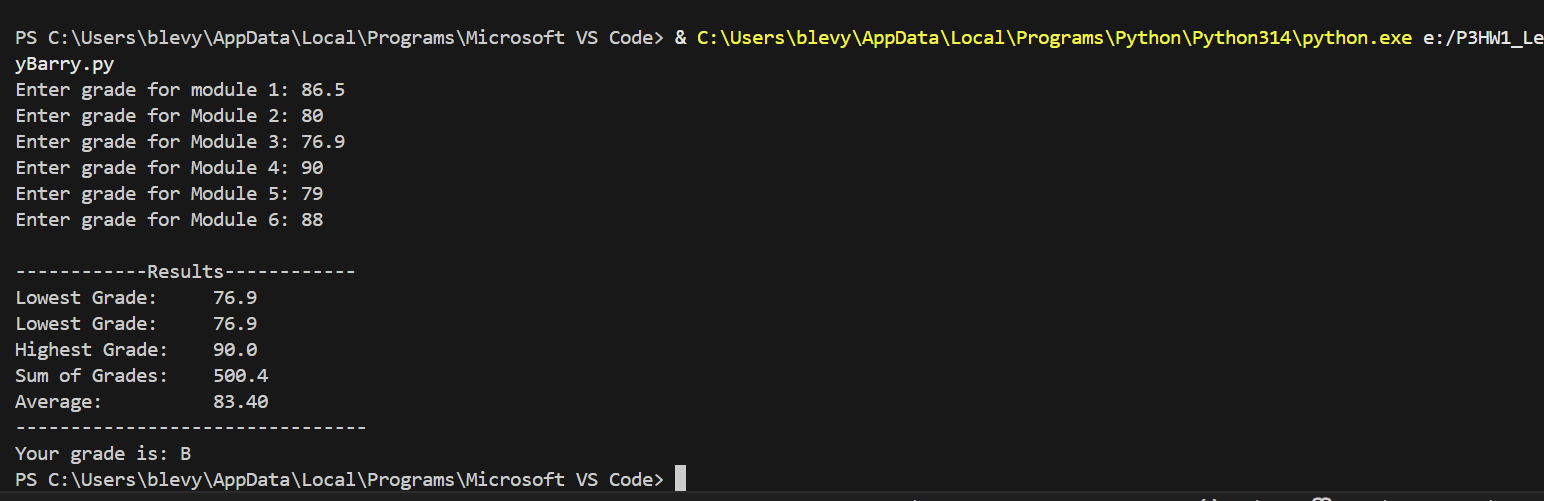 PS C:\Users\blevy\AppData\Local\Programs\Microsoft VS Code> & C:\Users\blevy\AppData\Local\Programs\Python\Python314\python.exe e:/P3HW1_Le
yBarry.py
Enter grade for module 1: 86.5
Enter grade for Module 2: 80
Enter grade for Module 3: 76.9
Enter grade for Module 4: 90
Enter grade for Module 5: 79
Enter grade for Module 6: 88

------------Results------------
Lowest Grade:     76.9
Lowest Grade:     76.9
Highest Grade:    90.0
Sum of Grades:    500.4
Average:          83.40
--------------------------------
Your grade is: B
PS C:\Users\blevy\AppData\Local\Programs\Microsoft VS Code>